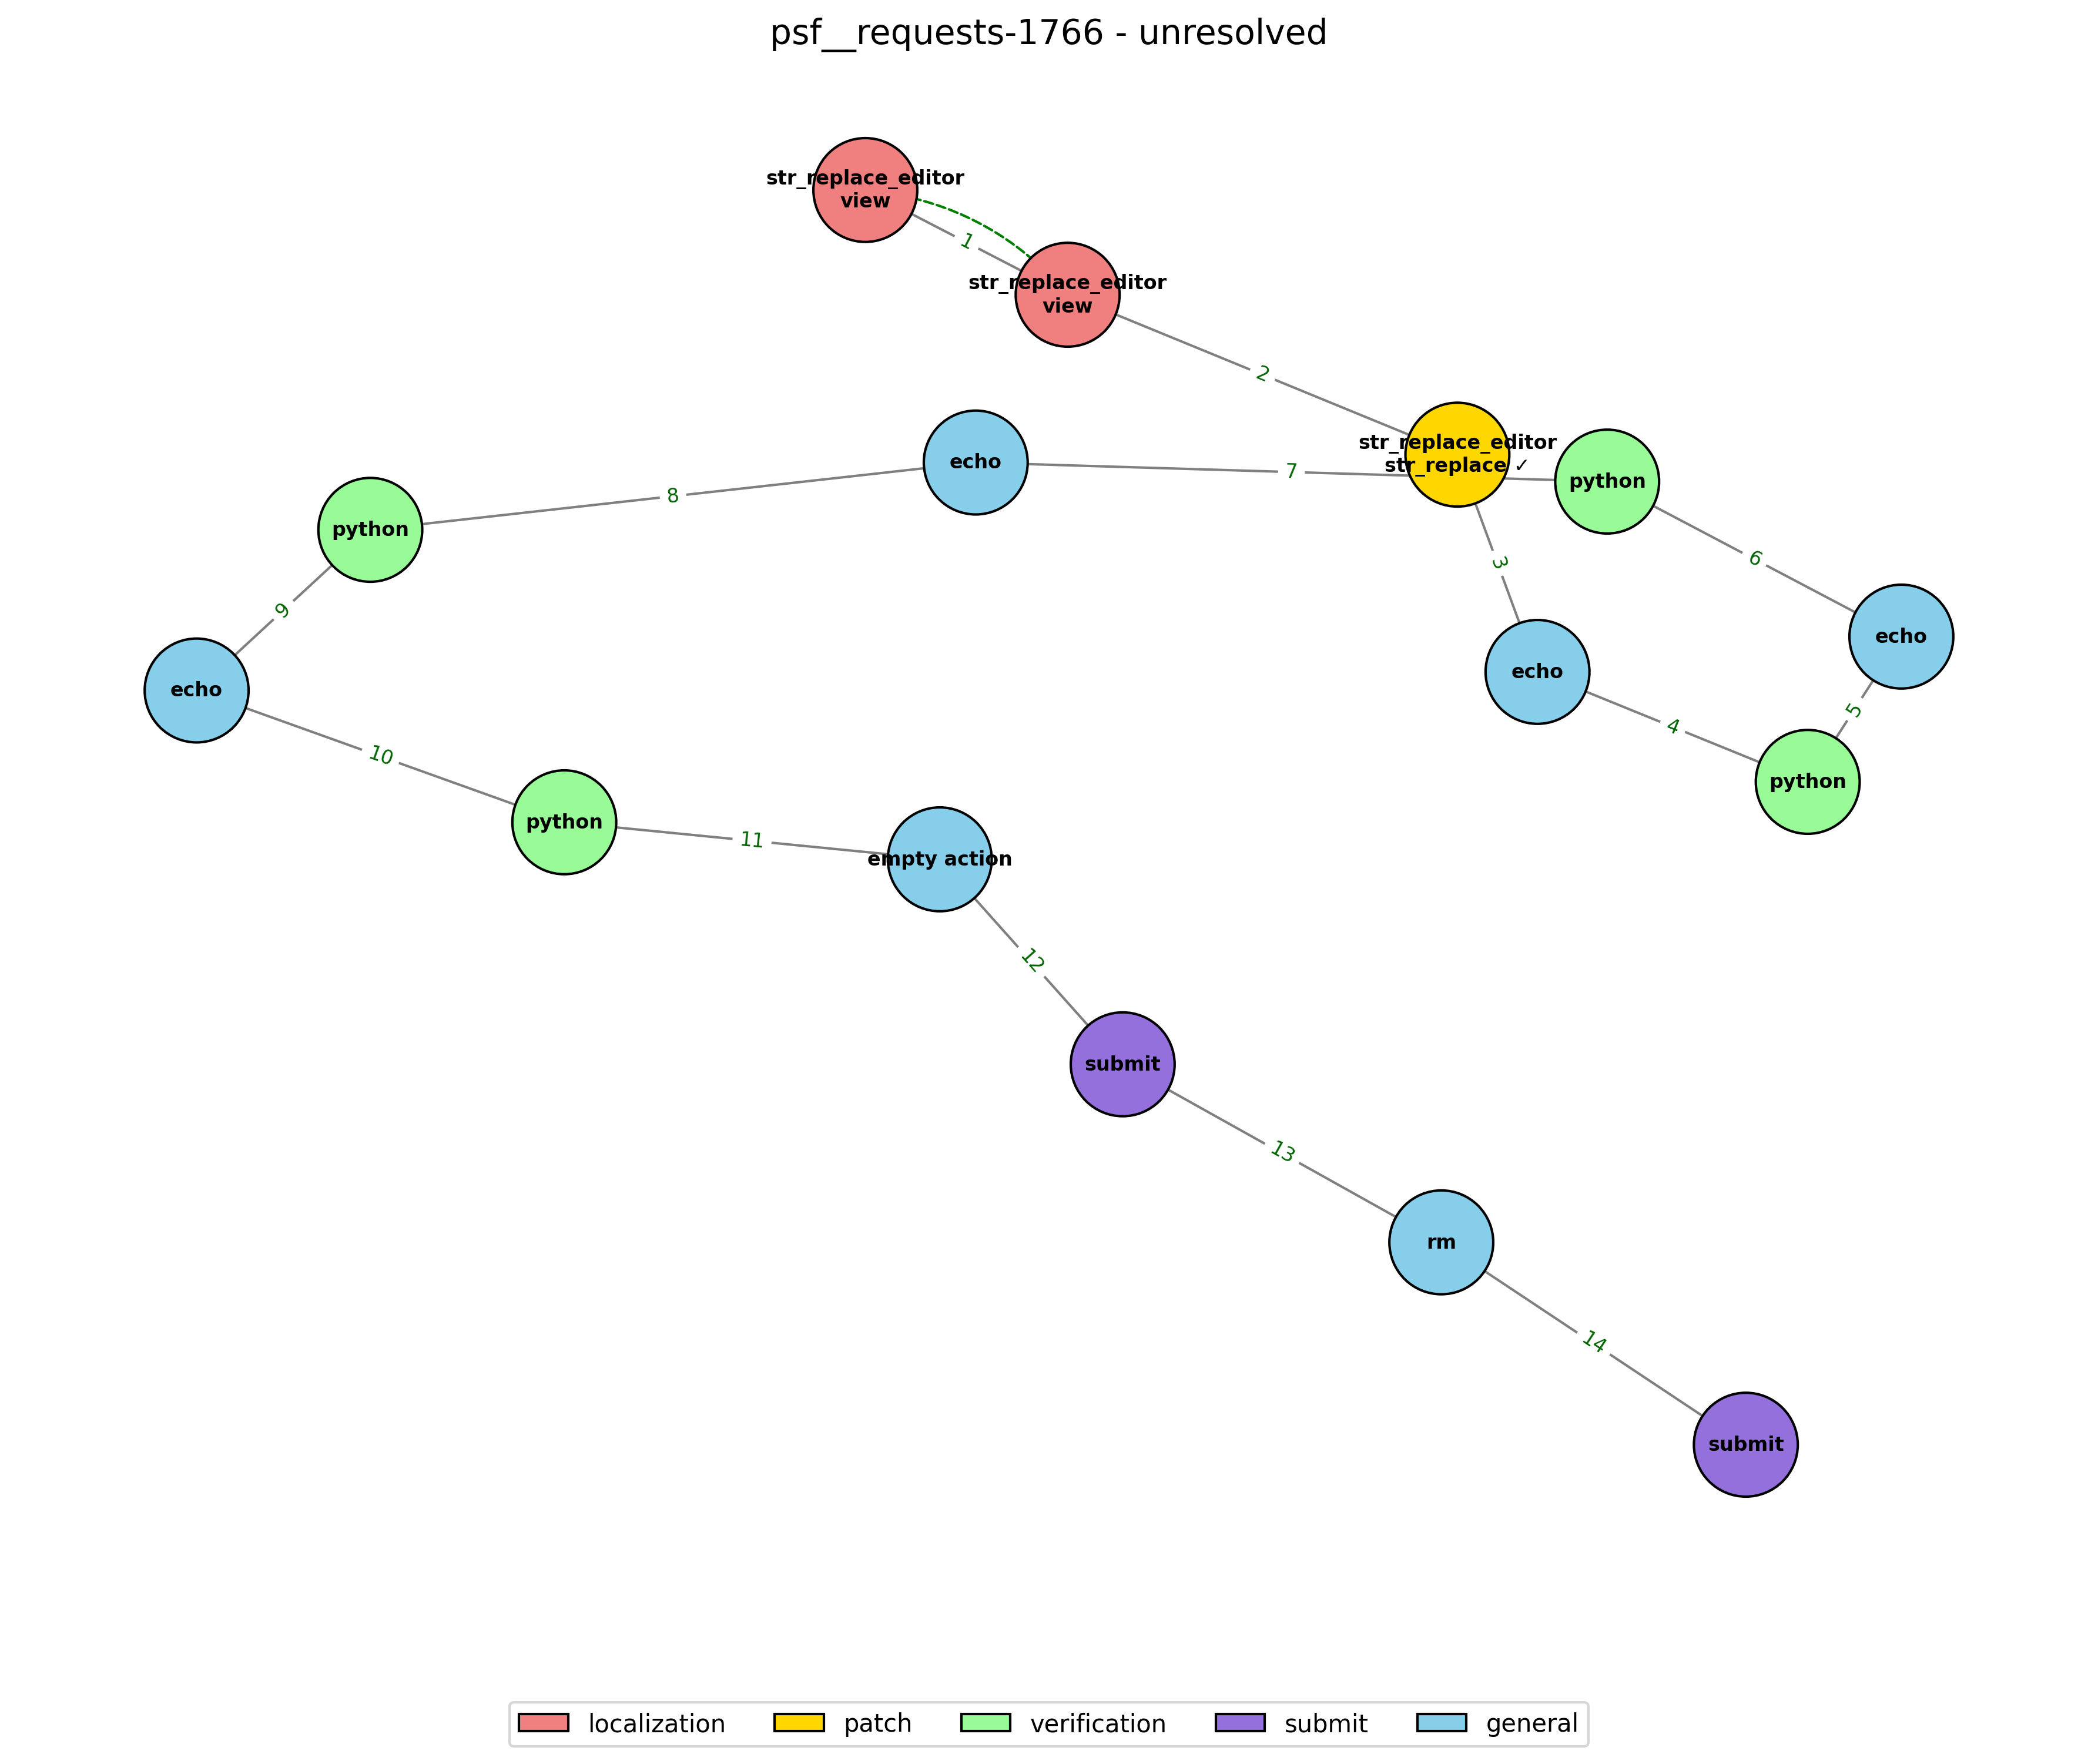 psf__requests-1766 - unresolved
str_replace_editor
view
1
str_replace_editor
view
2
str_replace_editor
str_replace ✓
3
echo
4
python
5
echo
6
python
7
echo
8
python
9
echo
10
python
11
empty action
12
submit
13
rm
14
submit
localization
patch
verification
submit
general